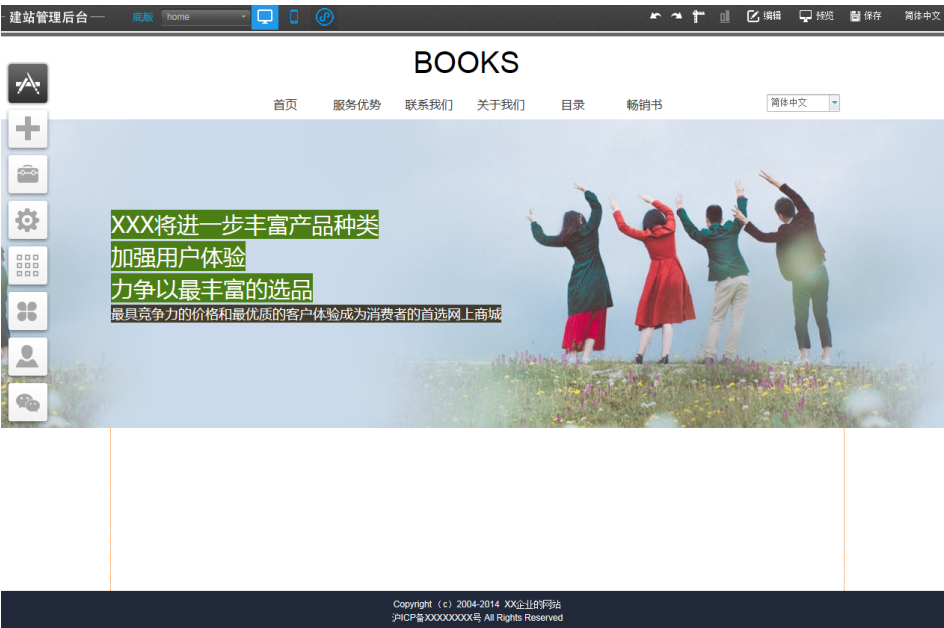 建站管理后台
底版 home 编辑 预览 保存 简体中文
BOOKS
首页 服务优势 联系我们 关于我们 目录 畅销书 简体中文
XXX将进一步丰富产品种类
加强用户体验
力争以最丰富的选品
最具竞争力的价格和最优质的客户体验成为消费者的首选网上商城
Copyright（c）2004-2014 XX企业的网站
沪ICP备XXXXXXXX号 All Rights Reserved